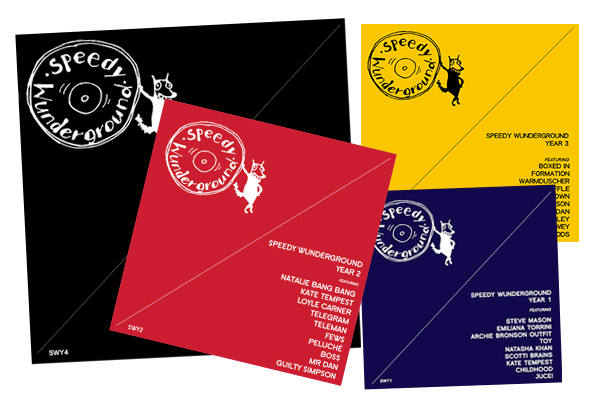 Speedy
Wunderground
SWY4
Speedy
Wunderground
SPEEDY WUNDERGROUND
YEAR 2
FEATURING
NATALIE BANG BANG
KATE TEMPEST
LOYLE CARNER
TELEGRAM
TELEMAN
FEWS
PELUCHÉ
BOSS
MR DAN
GUILTY SIMPSON
SWY2
Speedy
Wunderground
SPEEDY WUNDERGROUND
YEAR 3
FEATURING
BOXED IN
FORMATION
WARMDUSCHER
Speedy
Wunderground
SPEEDY WUNDERGROUND
YEAR 1
FEATURING
STEVE MASON
EMILIANA TORRINI
ARCHIE BRONSON OUTFIT
TOY
NATASHA KHAN
SCOTTI BRAINS
KATE TEMPEST
CHILDHOOD
JUCE!
SWY1